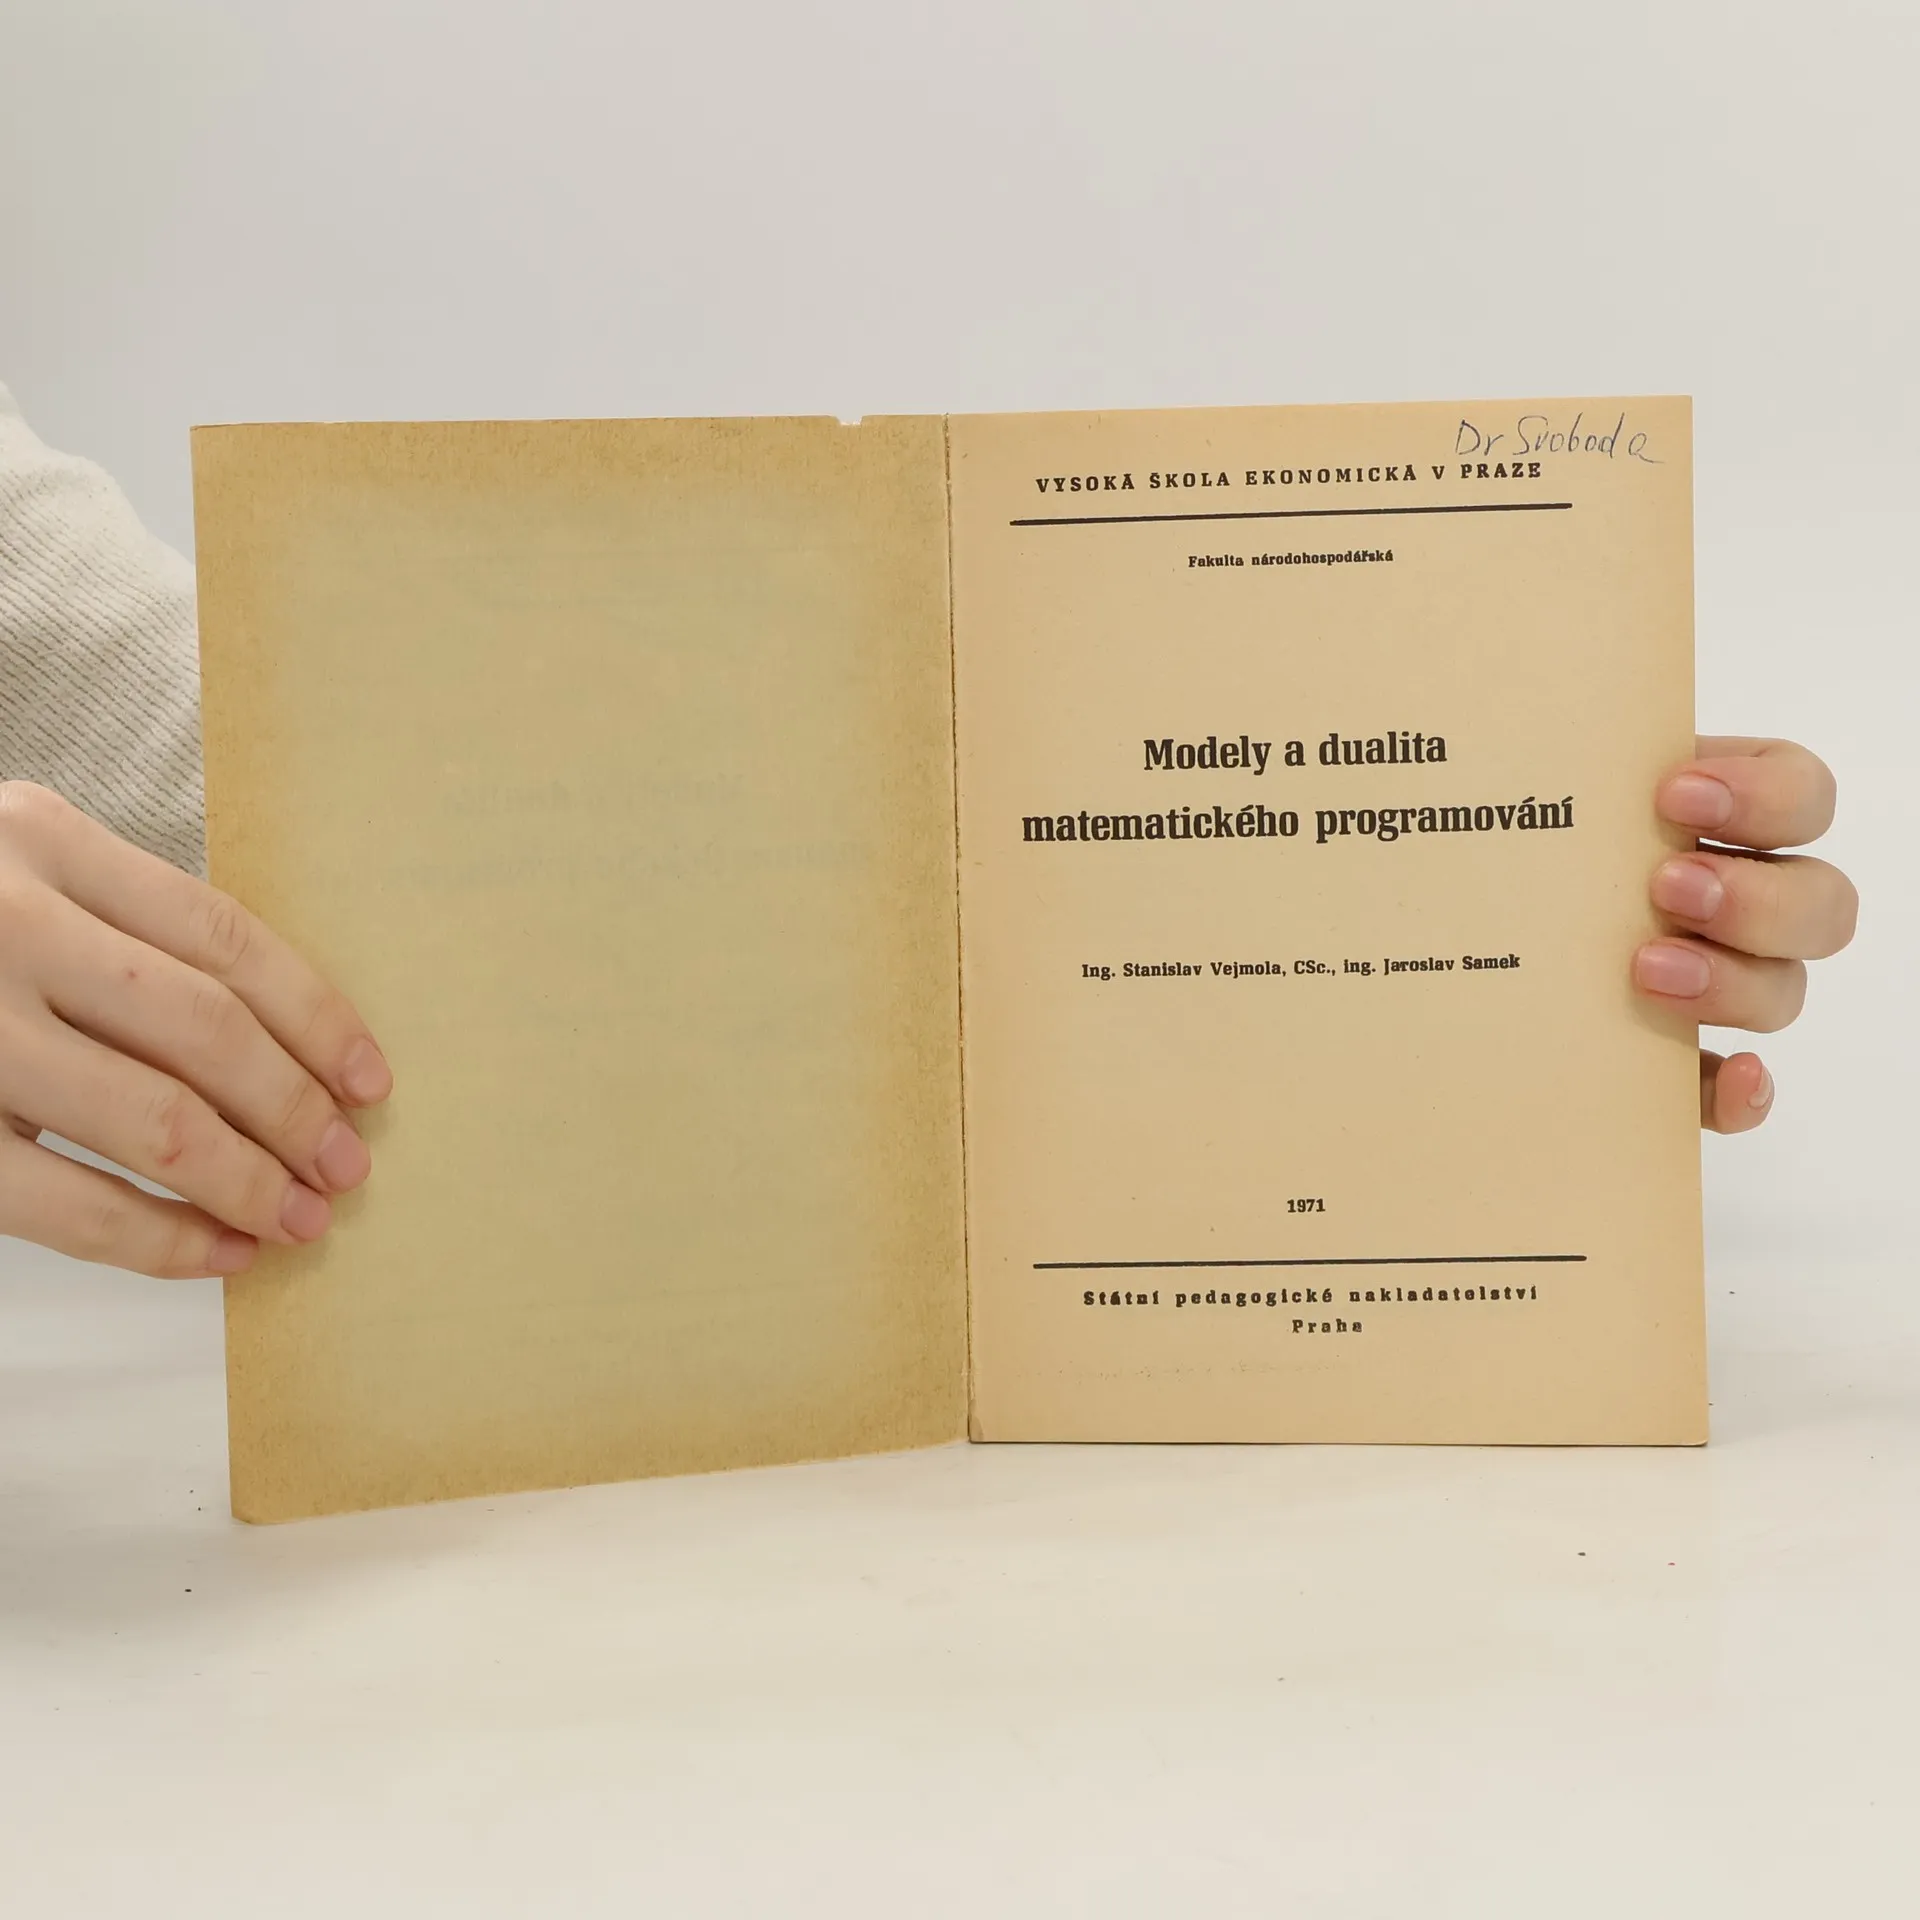 Dr Svoboda
VYSOKÁ ŠKOLA EKONOMICKÁ V PRAZE
Fakulta národohospodářská
Modely a dualita
matematického programování
Ing. Stanislav Vejmola, CSc., ing. Jaroslav Samek
1971
Státní pedagogické nakladatelství
Praha